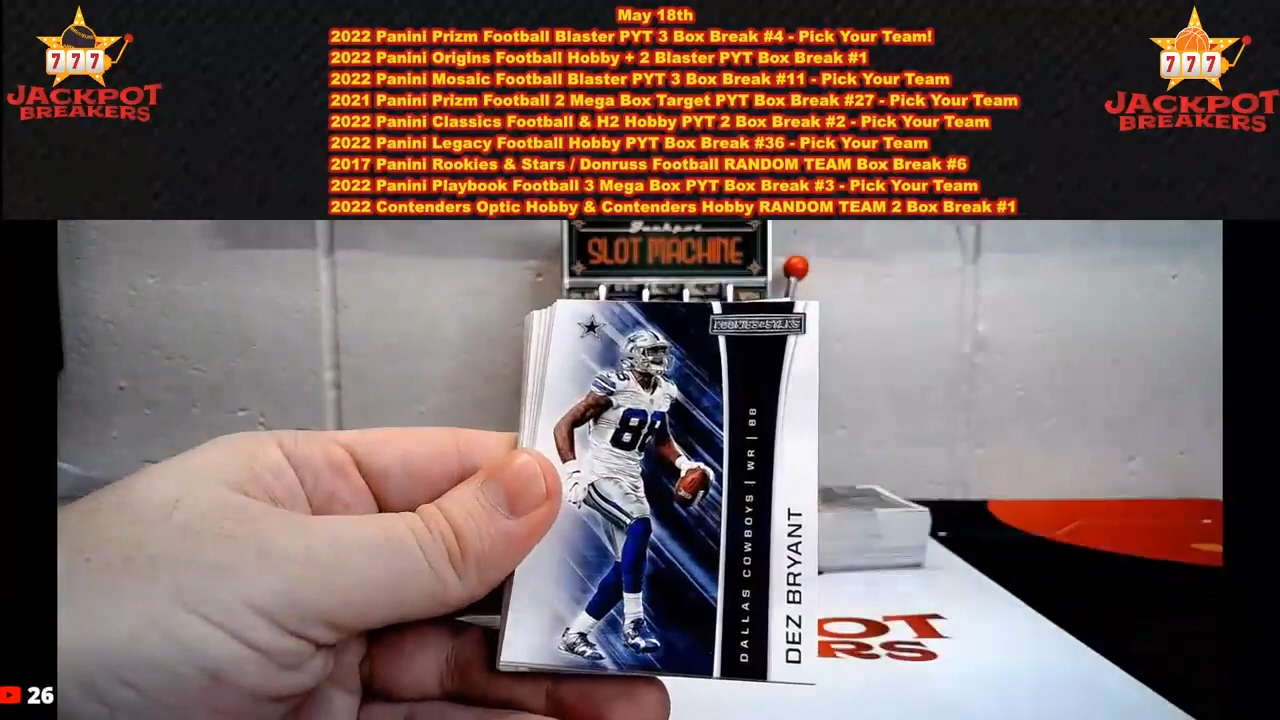 May 18th
2022 Panini Prizm Football Blaster PYT 3 Box Break #4 - Pick Your Team!
2022 Panini Origins Football Hobby + 2 Blaster PYT Box Break #1
2022 Panini Mosaic Football Blaster PYT 3 Box Break #11 - Pick Your Team
2021 Panini Prizm Football 2 Mega Box Target PYT Box Break #27 - Pick Your Team
2022 Panini Classics Football & H2 Hobby PYT 2 Box Break #2 - Pick Your Team
2022 Panini Legacy Football Hobby PYT Box Break #36 - Pick Your Team
2017 Panini Rookies & Stars / Donruss Football RANDOM TEAM Box Break #6
2022 Panini Playbook Football 3 Mega Box PYT Box Break #3 - Pick Your Team
2022 Contenders Optic Hobby & Contenders Hobby RANDOM TEAM 2 Box Break #1
777
JACKPOT
BREAKERS
777
JACKPOT
BREAKERS
Jackpot
SLOT MACHINE
ROOKIES & STARS
88
DALLAS COWBOYS | WR | 88
DEZ BRYANT
OT
RS
26